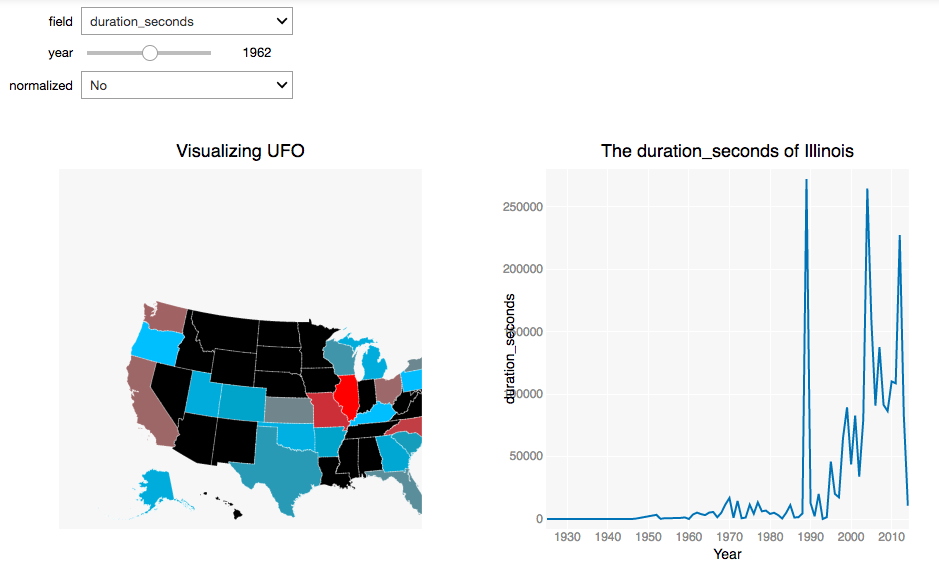 field duration_seconds
year 1962
normalized No
Visualizing UFO
The duration_seconds of Illinois
250000
200000
150000
100000
50000
0
duration_seconds
1930 1940 1950 1960 1970 1980 1990 2000 2010
Year